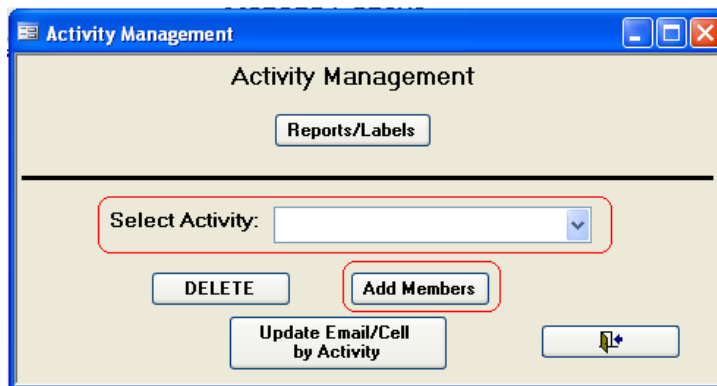 Activity Management
Activity Management
Reports/Labels
Select Activity:
DELETE
Add Members
Update Email/Cell
by Activity